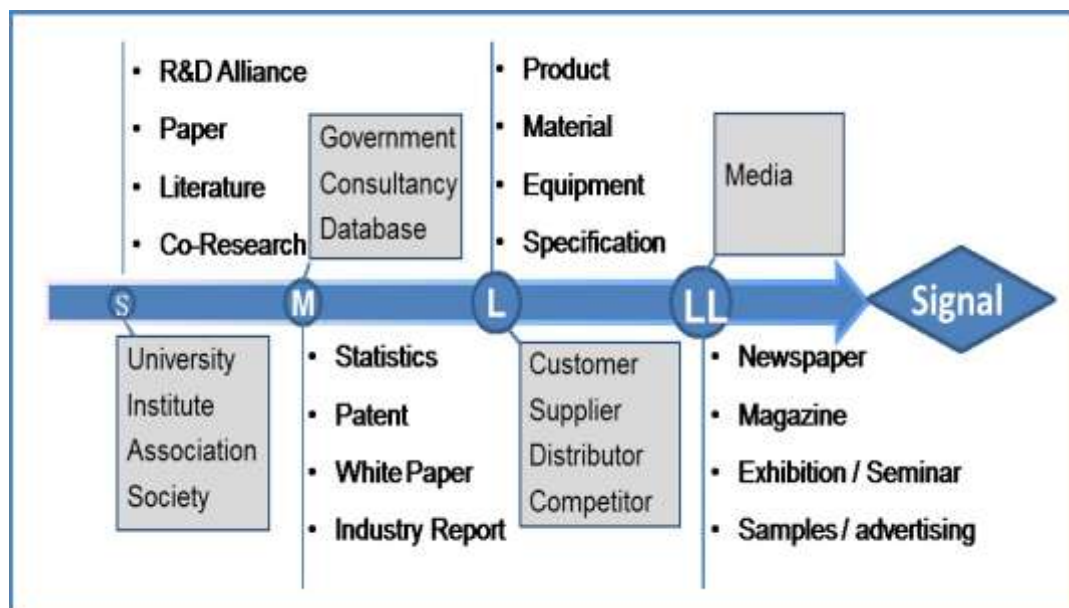 • R&D Alliance
• Paper
• Literature
• Co-Research
Government
Consultancy
Database
• Product
• Material
• Equipment
• Specification
Media
S
M
L
LL
Signal
University
Institute
Association
Society
• Statistics
• Patent
• White Paper
• Industry Report
Customer
Supplier
Distributor
Competitor
• Newspaper
• Magazine
• Exhibition / Seminar
• Samples / advertising